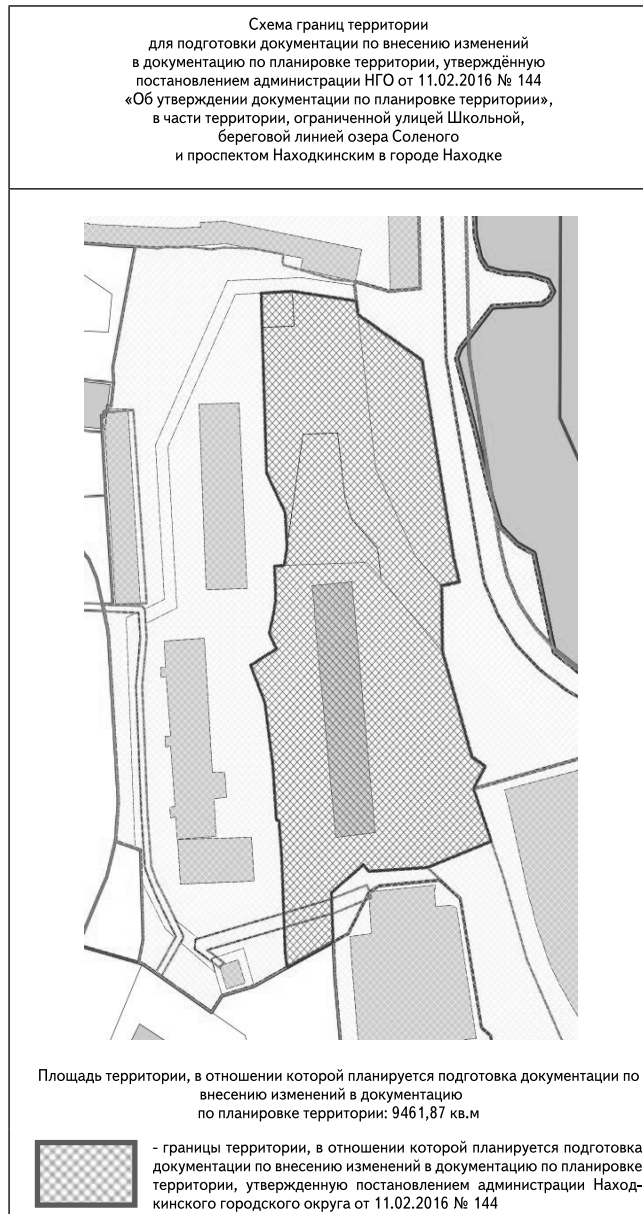 Схема границ территории
для подготовки документации по внесению изменений
в документацию по планировке территории, утверждённую
постановлением администрации НГО от 11.02.2016 № 144
«Об утверждении документации по планировке территории»,
в части территории, ограниченной улицей Школьной,
береговой линией озера Соленого
и проспектом Находкинским в городе Находке
Площадь территории, в отношении которой планируется подготовка документации по
внесению изменений в документацию
по планировке территории: 9461,87 кв.м
- границы территории, в отношении которой планируется подготовка
документации по внесению изменений в документацию по планировке
территории, утвержденную постановлением администрации Наход-
кинского городского округа от 11.02.2016 № 144